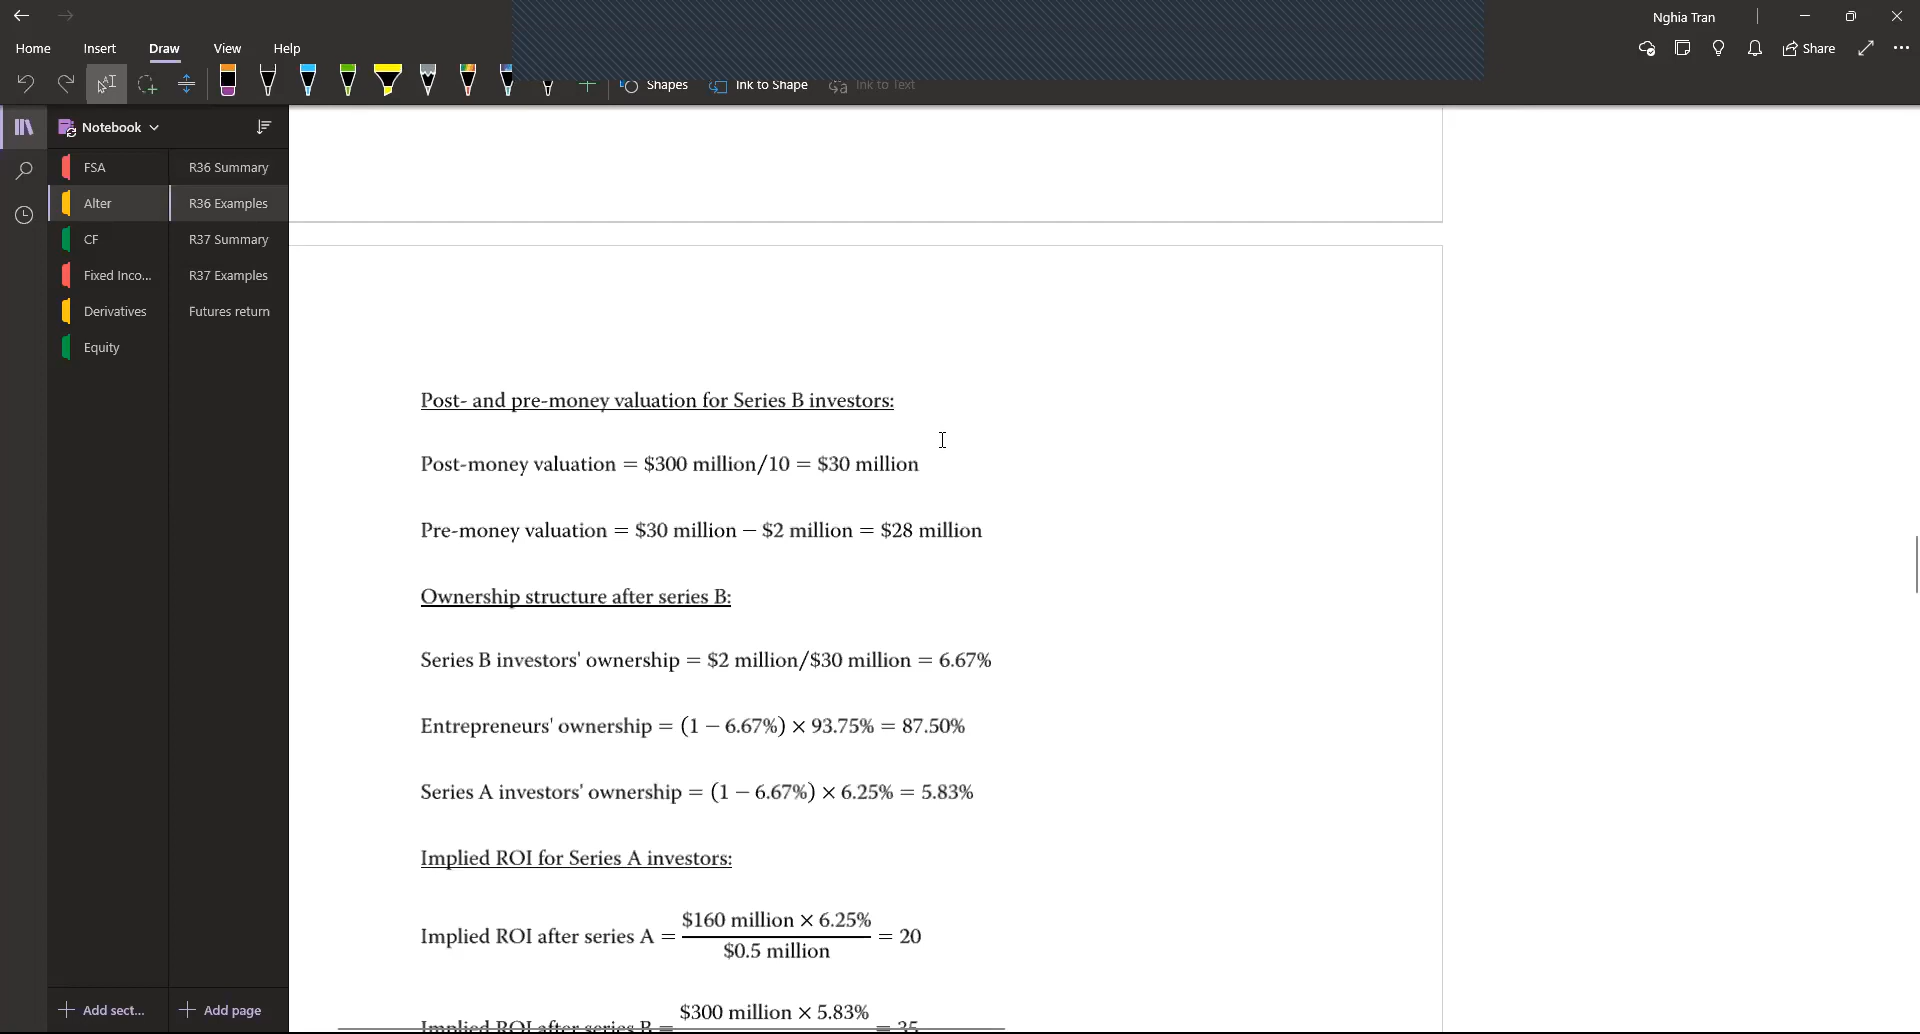 Nghia Tran
Home Insert Draw View Help
Share
Shapes Ink to Shape Ink to Text
Notebook
FSA
Alter
CF
Fixed Inco...
Derivatives
Equity
R36 Summary
R36 Examples
R37 Summary
R37 Examples
Futures return
Post- and pre-money valuation for Series B investors:
Post-money valuation = $300 million/10 = $30 million
Pre-money valuation = $30 million − $2 million = $28 million
Ownership structure after series B:
Series B investors' ownership = $2 million/$30 million = 6.67%
Entrepreneurs' ownership = (1 − 6.67%) × 93.75% = 87.50%
Series A investors' ownership = (1 − 6.67%) × 6.25% = 5.83%
Implied ROI for Series A investors:
Implied ROI after series A = $160 million × 6.25% / $0.5 million = 20
$300 million × 5.83%
Implied ROI after series B = = 35
Add sect... Add page